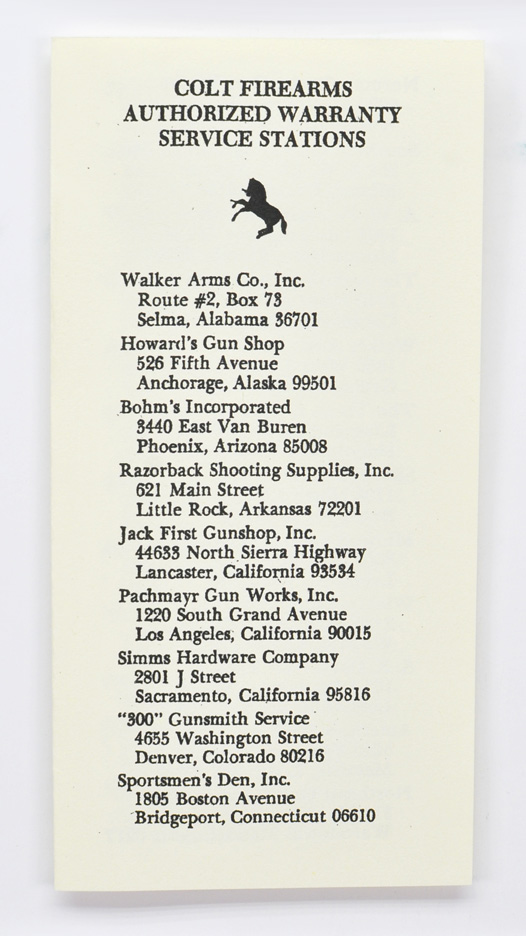 COLT FIREARMS
AUTHORIZED WARRANTY
SERVICE STATIONS
Walker Arms Co., Inc.
Route #2, Box 73
Selma, Alabama 36701
Howard's Gun Shop
526 Fifth Avenue
Anchorage, Alaska 99501
Bohm's Incorporated
3440 East Van Buren
Phoenix, Arizona 85008
Razorback Shooting Supplies, Inc.
621 Main Street
Little Rock, Arkansas 72201
Jack First Gunshop, Inc.
44633 North Sierra Highway
Lancaster, California 93534
Pachmayr Gun Works, Inc.
1220 South Grand Avenue
Los Angeles, California 90015
Simms Hardware Company
2801 J Street
Sacramento, California 95816
"300" Gunsmith Service
4655 Washington Street
Denver, Colorado 80216
Sportsmen's Den, Inc.
1805 Boston Avenue
Bridgeport, Connecticut 06610